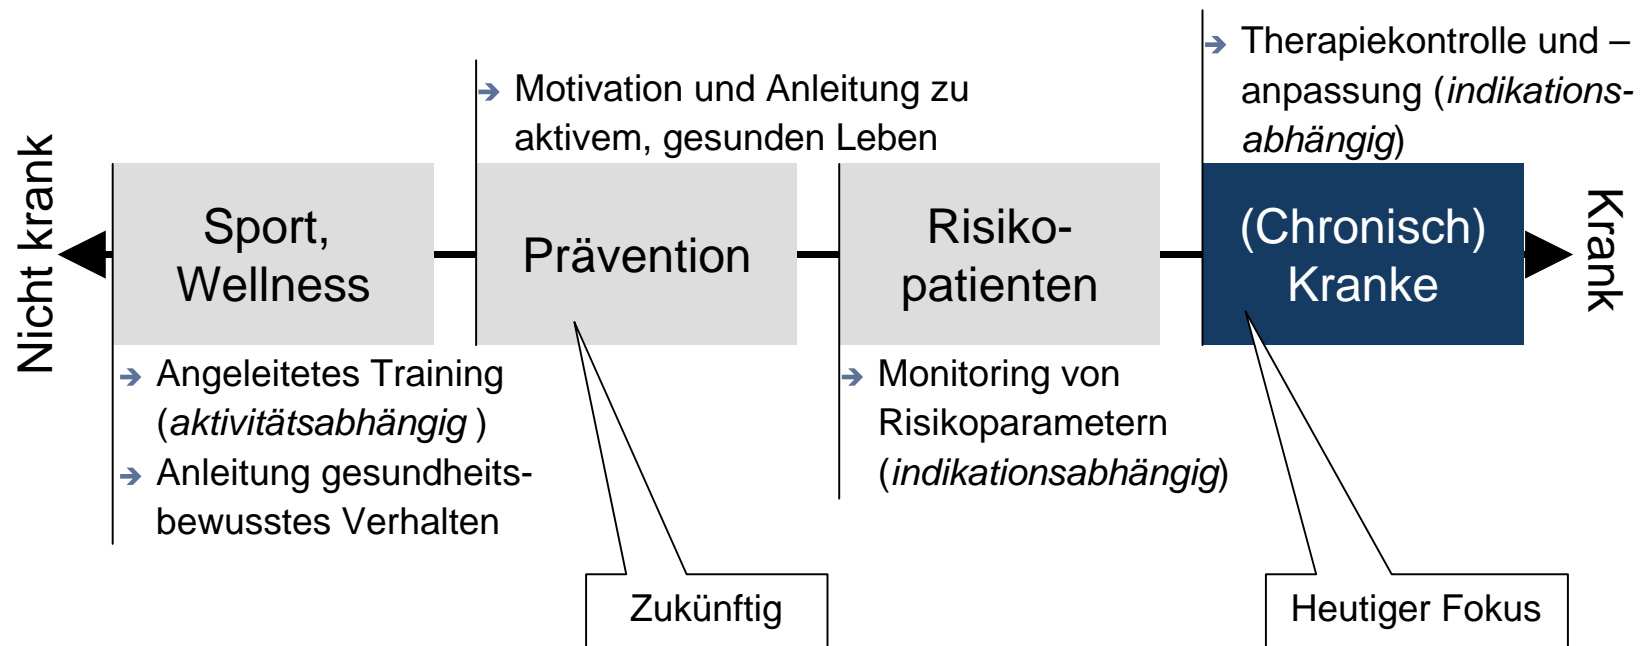 Nicht krank
Sport,
Wellness
➔ Angeleitetes Training
(aktivitätsabhängig )
➔ Anleitung gesundheits-
bewusstes Verhalten
➔ Motivation und Anleitung zu
aktivem, gesunden Leben
Prävention
Zukünftig
Risiko-
patienten
➔ Monitoring von
Risikoparametern
(indikationsabhängig)
➔ Therapiekontrolle und –
anpassung (indikations-
abhängig)
(Chronisch)
Kranke
Heutiger Fokus
Krank